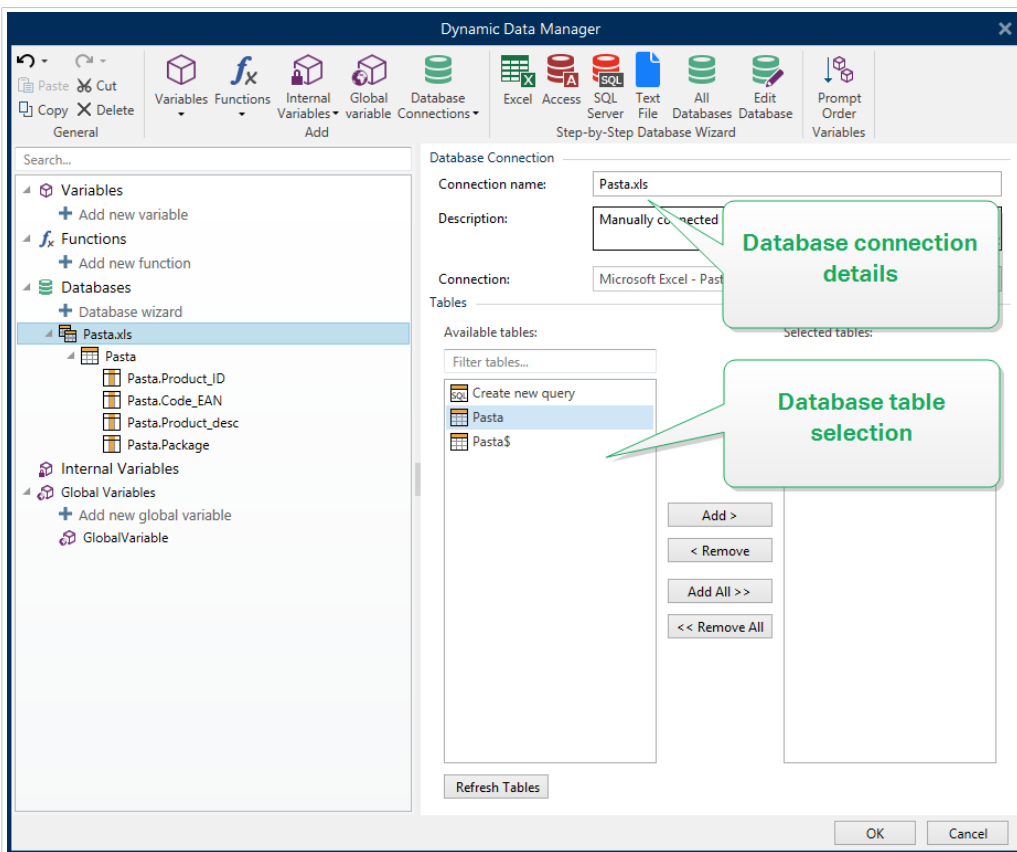 Dynamic Data Manager
Paste Cut
Copy Delete
General
Variables Functions Internal Variables Global variable Database Connections
Add
Excel Access SQL Server Text File All Databases Edit Database
Step-by-Step Database Wizard
Prompt Order
Variables
Search...
Variables
Add new variable
Functions
Add new function
Databases
Database wizard
Pasta.xls
Pasta
Pasta.Product_ID
Pasta.Code_EAN
Pasta.Product_desc
Pasta.Package
Internal Variables
Global Variables
Add new global variable
GlobalVariable
Database Connection
Connection name: Pasta.xls
Description: Manually connected
Connection: Microsoft Excel - Past
Database connection
details
Tables
Available tables: Selected tables:
Filter tables...
SQL Create new query
Pasta
Pasta$
Database table
selection
Add >
< Remove
Add All >>
<< Remove All
Refresh Tables
OK Cancel